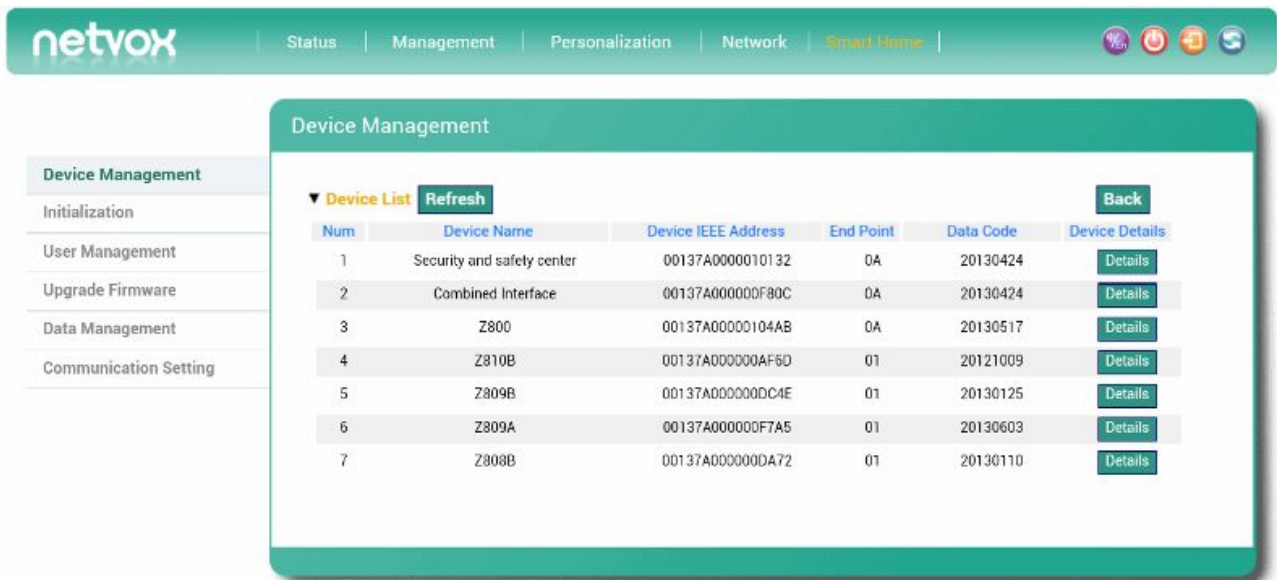 netvox Status Management Personalization Network Smart Home
Device Management
Device Management
Initialization
User Management
Upgrade Firmware
Data Management
Communication Setting
▼ Device List Refresh Back
Num Device Name Device IEEE Address End Point Data Code Device Details
1 Security and safety center 00137A0000010132 0A 20130424 Details
2 Combined Interface 00137A000000F80C 0A 20130424 Details
3 Z800 00137A00000104AB 0A 20130517 Details
4 Z810B 00137A000000AF6D 01 20121009 Details
5 Z809B 00137A000000DC4E 01 20130125 Details
6 Z809A 00137A000000F7A5 01 20130603 Details
7 Z808B 00137A000000DA72 01 20130110 Details